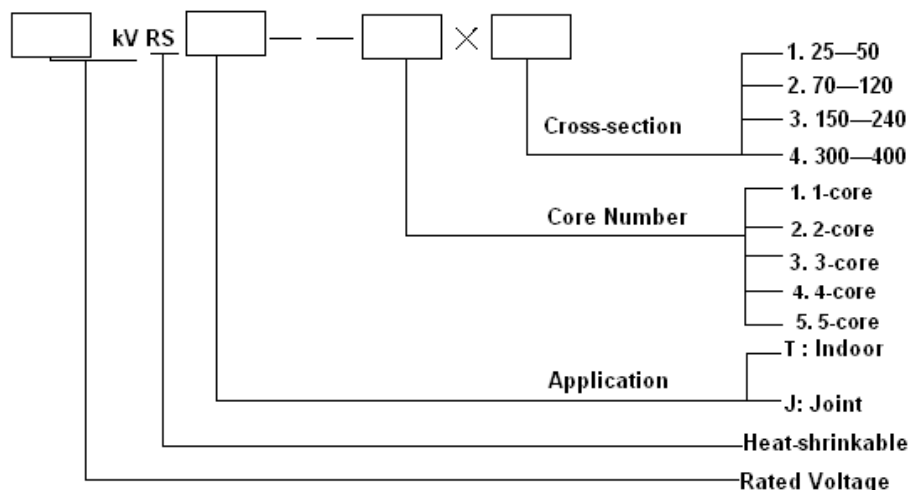 kV RS — — ×
1. 25—50
2. 70—120
Cross-section
3. 150—240
4. 300—400
1. 1-core
Core Number
2. 2-core
3. 3-core
4. 4-core
5. 5-core
T : Indoor
Application
J: Joint
Heat-shrinkable
Rated Voltage